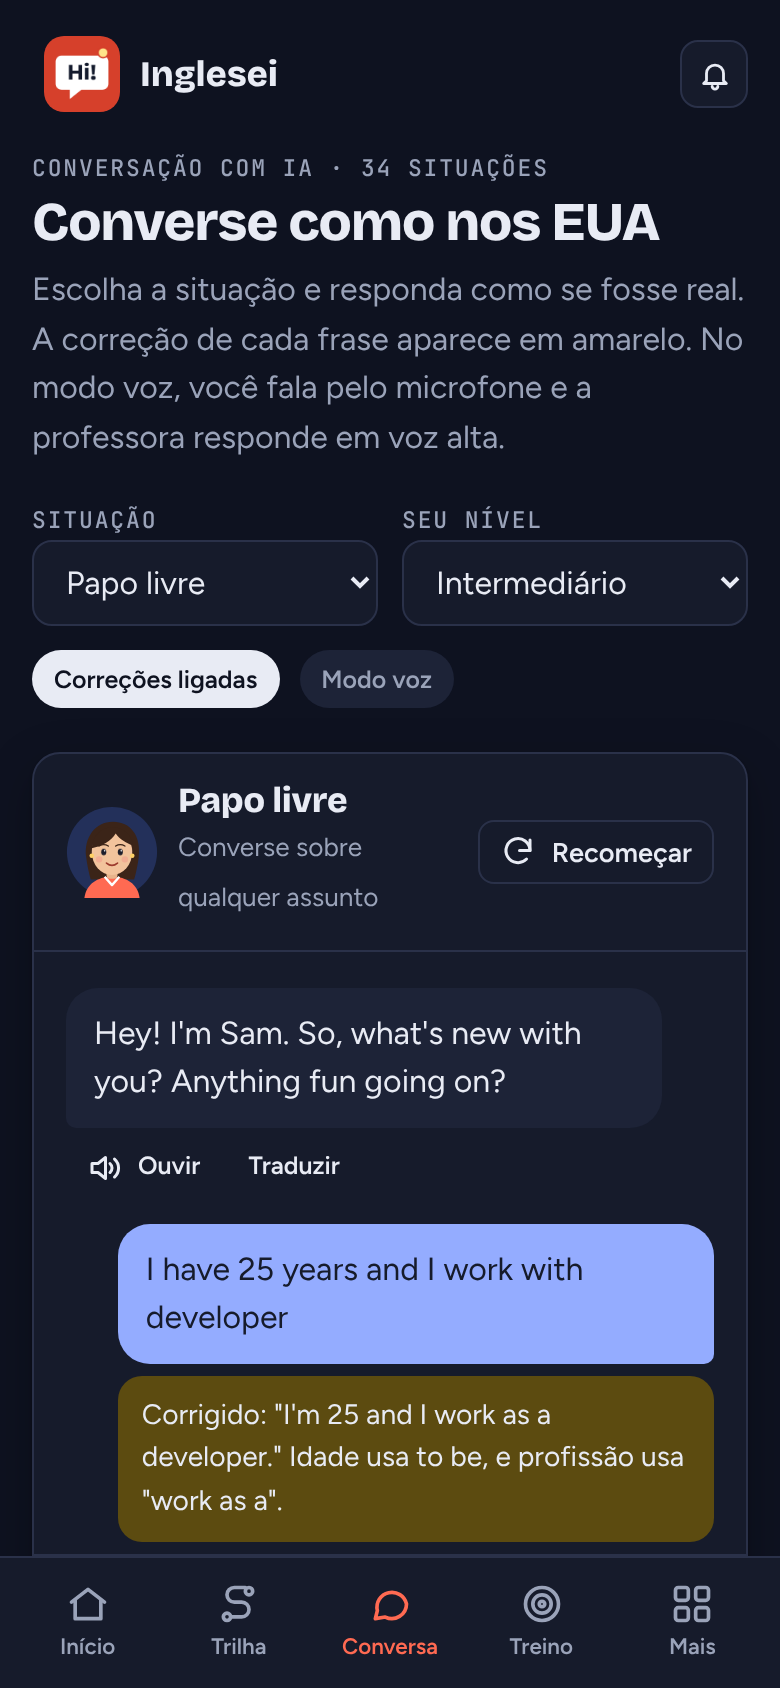 Hi!
Inglesei
CONVERSAÇÃO COM IA · 34 SITUAÇÕES
Converse como nos EUA
Escolha a situação e responda como se fosse real.
A correção de cada frase aparece em amarelo. No
modo voz, você fala pelo microfone e a
professora responde em voz alta.
SITUAÇÃO
SEU NÍVEL
Papo livre
Intermediário
Correções ligadas
Modo voz
Papo livre
Converse sobre
qualquer assunto
Recomeçar
Hey! I'm Sam. So, what's new with
you? Anything fun going on?
Ouvir
Traduzir
I have 25 years and I work with
developer
Corrigido: "I'm 25 and I work as a
developer." Idade usa to be, e profissão usa
"work as a".
Início
Trilha
Conversa
Treino
Mais